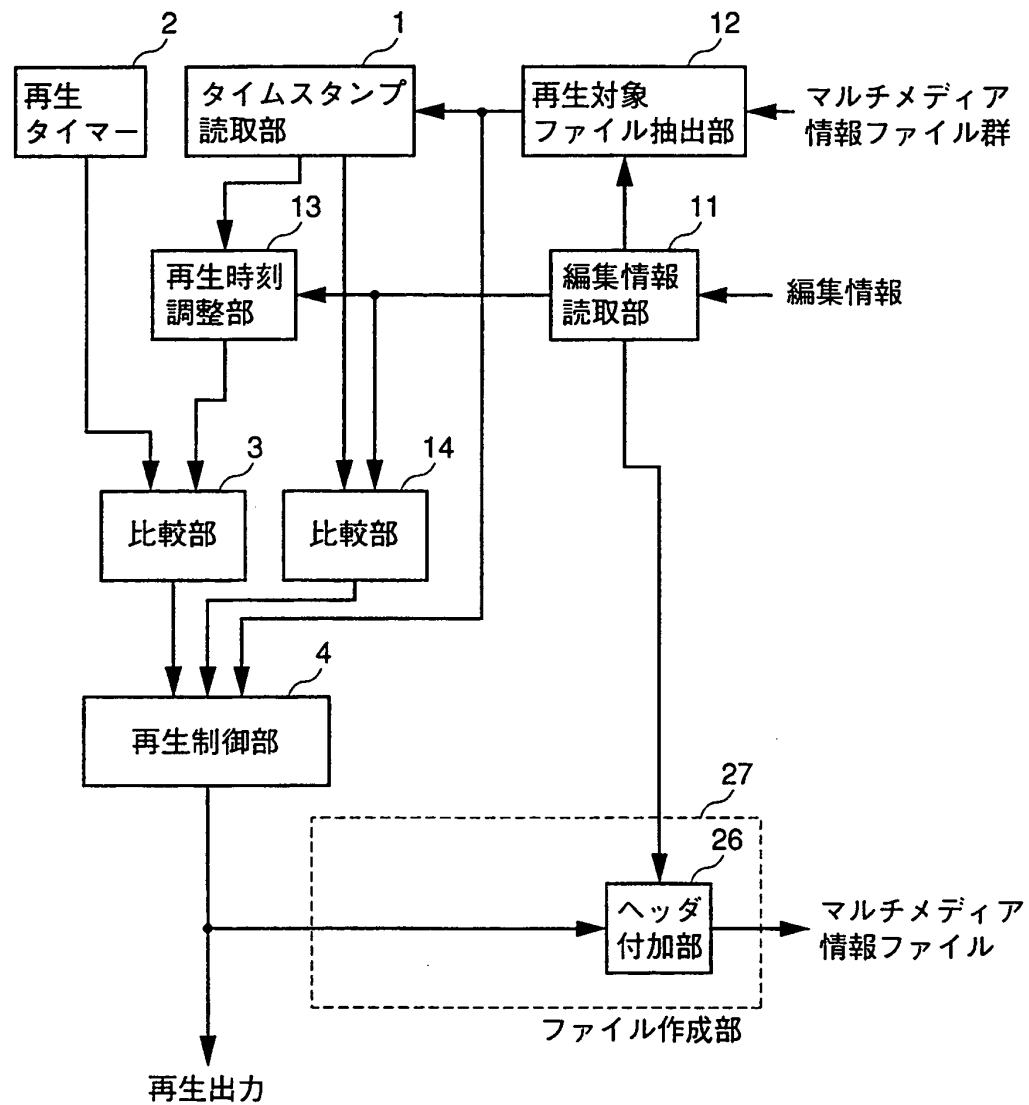 2
1
12
再生
タイマー
タイムスタンプ
読取部
再生対象
ファイル抽出部
マルチメディア
情報ファイル群
13
11
再生時刻
調整部
編集情報
読取部
編集情報
3
14
比較部
比較部
4
再生制御部
27
26
ヘッダ
付加部
マルチメディア
情報ファイル
ファイル作成部
再生出力